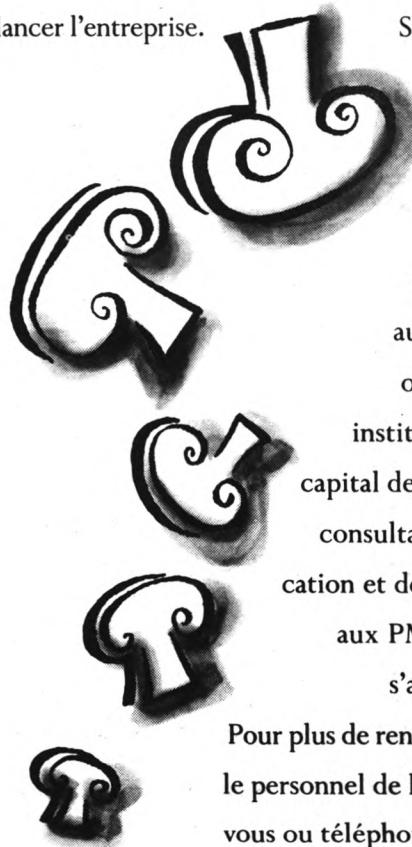 lancer l'entreprise. S
au
o
instit
capital de
consulta
cation et de
aux PM
s'a
Pour plus de ren
le personnel de l
vous ou télépho